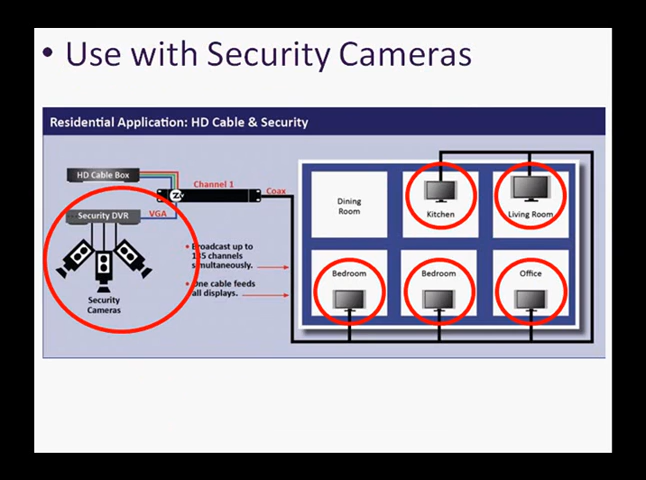 • Use with Security Cameras
Residential Application: HD Cable & Security
HD Cable Box
Channel 1
Coax
Security DVR
VGA
Security
Cameras
• Broadcast up to
135 channels
simultaneously.
• One cable feeds
all displays.
Dining
Room
Kitchen
Living Room
Bedroom
Bedroom
Office